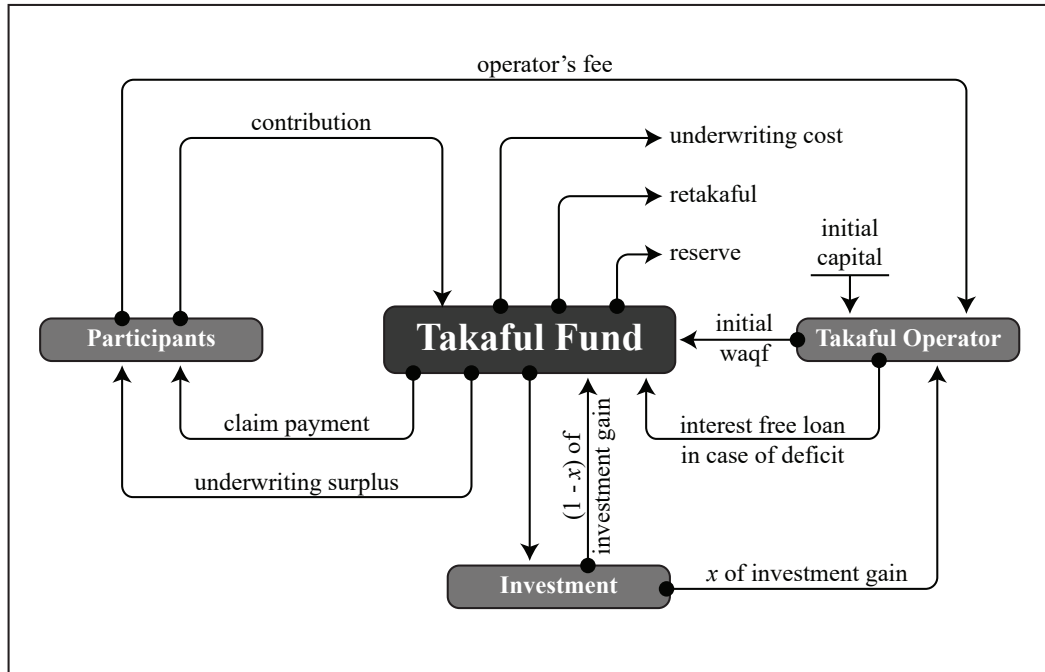 operator’s fee
contribution
underwriting cost
retakaful
reserve
initial
capital
Participants
Takaful Fund
initial
waqf
Takaful Operator
claim payment
underwriting surplus
(1 - x) of
investment gain
interest free loan
in case of deficit
Investment
x of investment gain